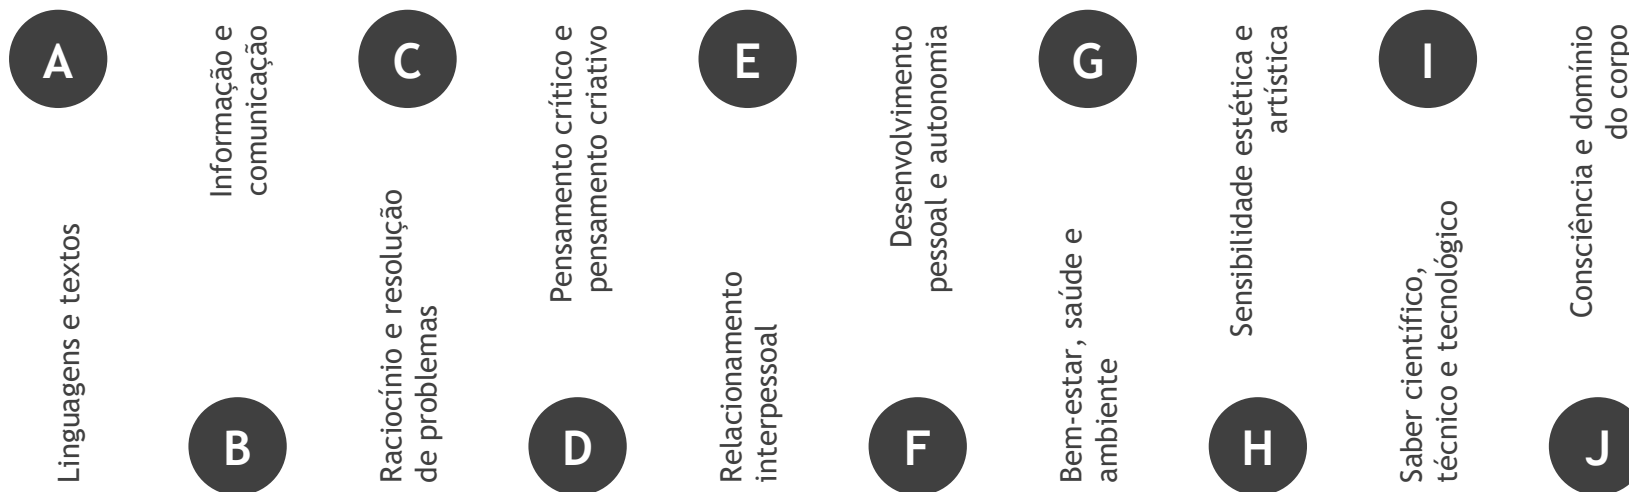 A
Linguagens e textos
B
Informação e
comunicação
C
Raciocínio e resolução
de problemas
D
Pensamento crítico e
pensamento criativo
E
Relacionamento
interpessoal
F
Desenvolvimento
pessoal e autonomia
G
Bem-estar, saúde e
ambiente
H
Sensibilidade estética e
artística
I
Saber científico,
técnico e tecnológico
J
Consciência e domínio
do corpo